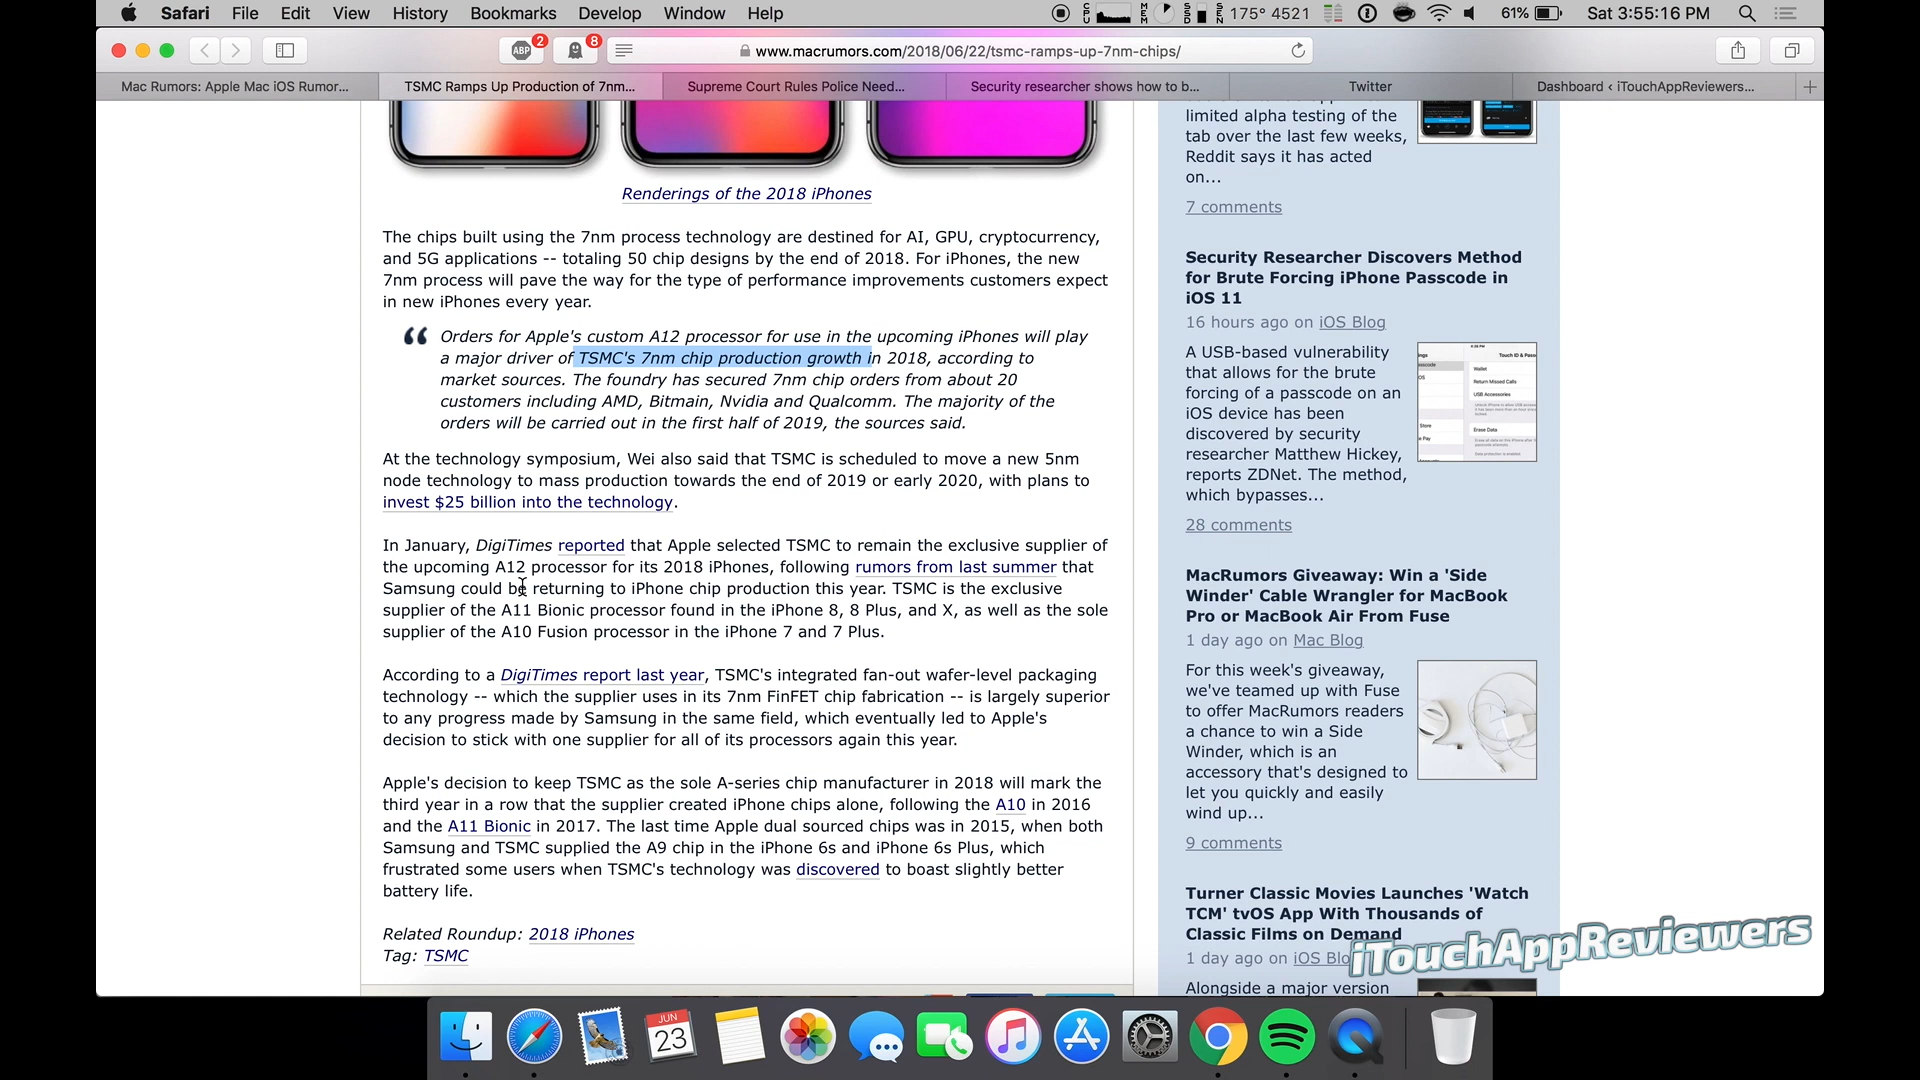 Safari File Edit View History Bookmarks Develop Window Help
CPU MEM SSD SEN 175° 4521 61% Sat 3:55:16 PM
ABP 2 8 www.macrumors.com/2018/06/22/tsmc-ramps-up-7nm-chips/
Mac Rumors: Apple Mac iOS Rumor...
TSMC Ramps Up Production of 7nm...
Supreme Court Rules Police Need...
Security researcher shows how to b...
Twitter
Dashboard ‹ iTouchAppReviewers...
Renderings of the 2018 iPhones
The chips built using the 7nm process technology are destined for AI, GPU, cryptocurrency,
and 5G applications -- totaling 50 chip designs by the end of 2018. For iPhones, the new
7nm process will pave the way for the type of performance improvements customers expect
in new iPhones every year.
“ Orders for Apple's custom A12 processor for use in the upcoming iPhones will play
a major driver of TSMC's 7nm chip production growth in 2018, according to
market sources. The foundry has secured 7nm chip orders from about 20
customers including AMD, Bitmain, Nvidia and Qualcomm. The majority of the
orders will be carried out in the first half of 2019, the sources said.
At the technology symposium, Wei also said that TSMC is scheduled to move a new 5nm
node technology to mass production towards the end of 2019 or early 2020, with plans to
invest $25 billion into the technology.
In January, DigiTimes reported that Apple selected TSMC to remain the exclusive supplier of
the upcoming A12 processor for its 2018 iPhones, following rumors from last summer that
Samsung could be returning to iPhone chip production this year. TSMC is the exclusive
supplier of the A11 Bionic processor found in the iPhone 8, 8 Plus, and X, as well as the sole
supplier of the A10 Fusion processor in the iPhone 7 and 7 Plus.
According to a DigiTimes report last year, TSMC's integrated fan-out wafer-level packaging
technology -- which the supplier uses in its 7nm FinFET chip fabrication -- is largely superior
to any progress made by Samsung in the same field, which eventually led to Apple's
decision to stick with one supplier for all of its processors again this year.
Apple's decision to keep TSMC as the sole A-series chip manufacturer in 2018 will mark the
third year in a row that the supplier created iPhone chips alone, following the A10 in 2016
and the A11 Bionic in 2017. The last time Apple dual sourced chips was in 2015, when both
Samsung and TSMC supplied the A9 chip in the iPhone 6s and iPhone 6s Plus, which
frustrated some users when TSMC's technology was discovered to boast slightly better
battery life.
Related Roundup: 2018 iPhones
Tag: TSMC
limited alpha testing of the
tab over the last few weeks,
Reddit says it has acted
on...
7 comments
Security Researcher Discovers Method
for Brute Forcing iPhone Passcode in
iOS 11
16 hours ago on iOS Blog
A USB-based vulnerability
that allows for the brute
forcing of a passcode on an
iOS device has been
discovered by security
researcher Matthew Hickey,
reports ZDNet. The method,
which bypasses...
Wallet
Return Missed Calls
USB Accessories
Erase Data
28 comments
MacRumors Giveaway: Win a 'Side
Winder' Cable Wrangler for MacBook
Pro or MacBook Air From Fuse
1 day ago on Mac Blog
For this week's giveaway,
we've teamed up with Fuse
to offer MacRumors readers
a chance to win a Side
Winder, which is an
accessory that's designed to
let you quickly and easily
wind up...
9 comments
Turner Classic Movies Launches 'Watch
TCM' tvOS App With Thousands of
Classic Films on Demand
1 day ago on iOS Blo
Alongside a major version
iTouchAppReviewers
JUN
23